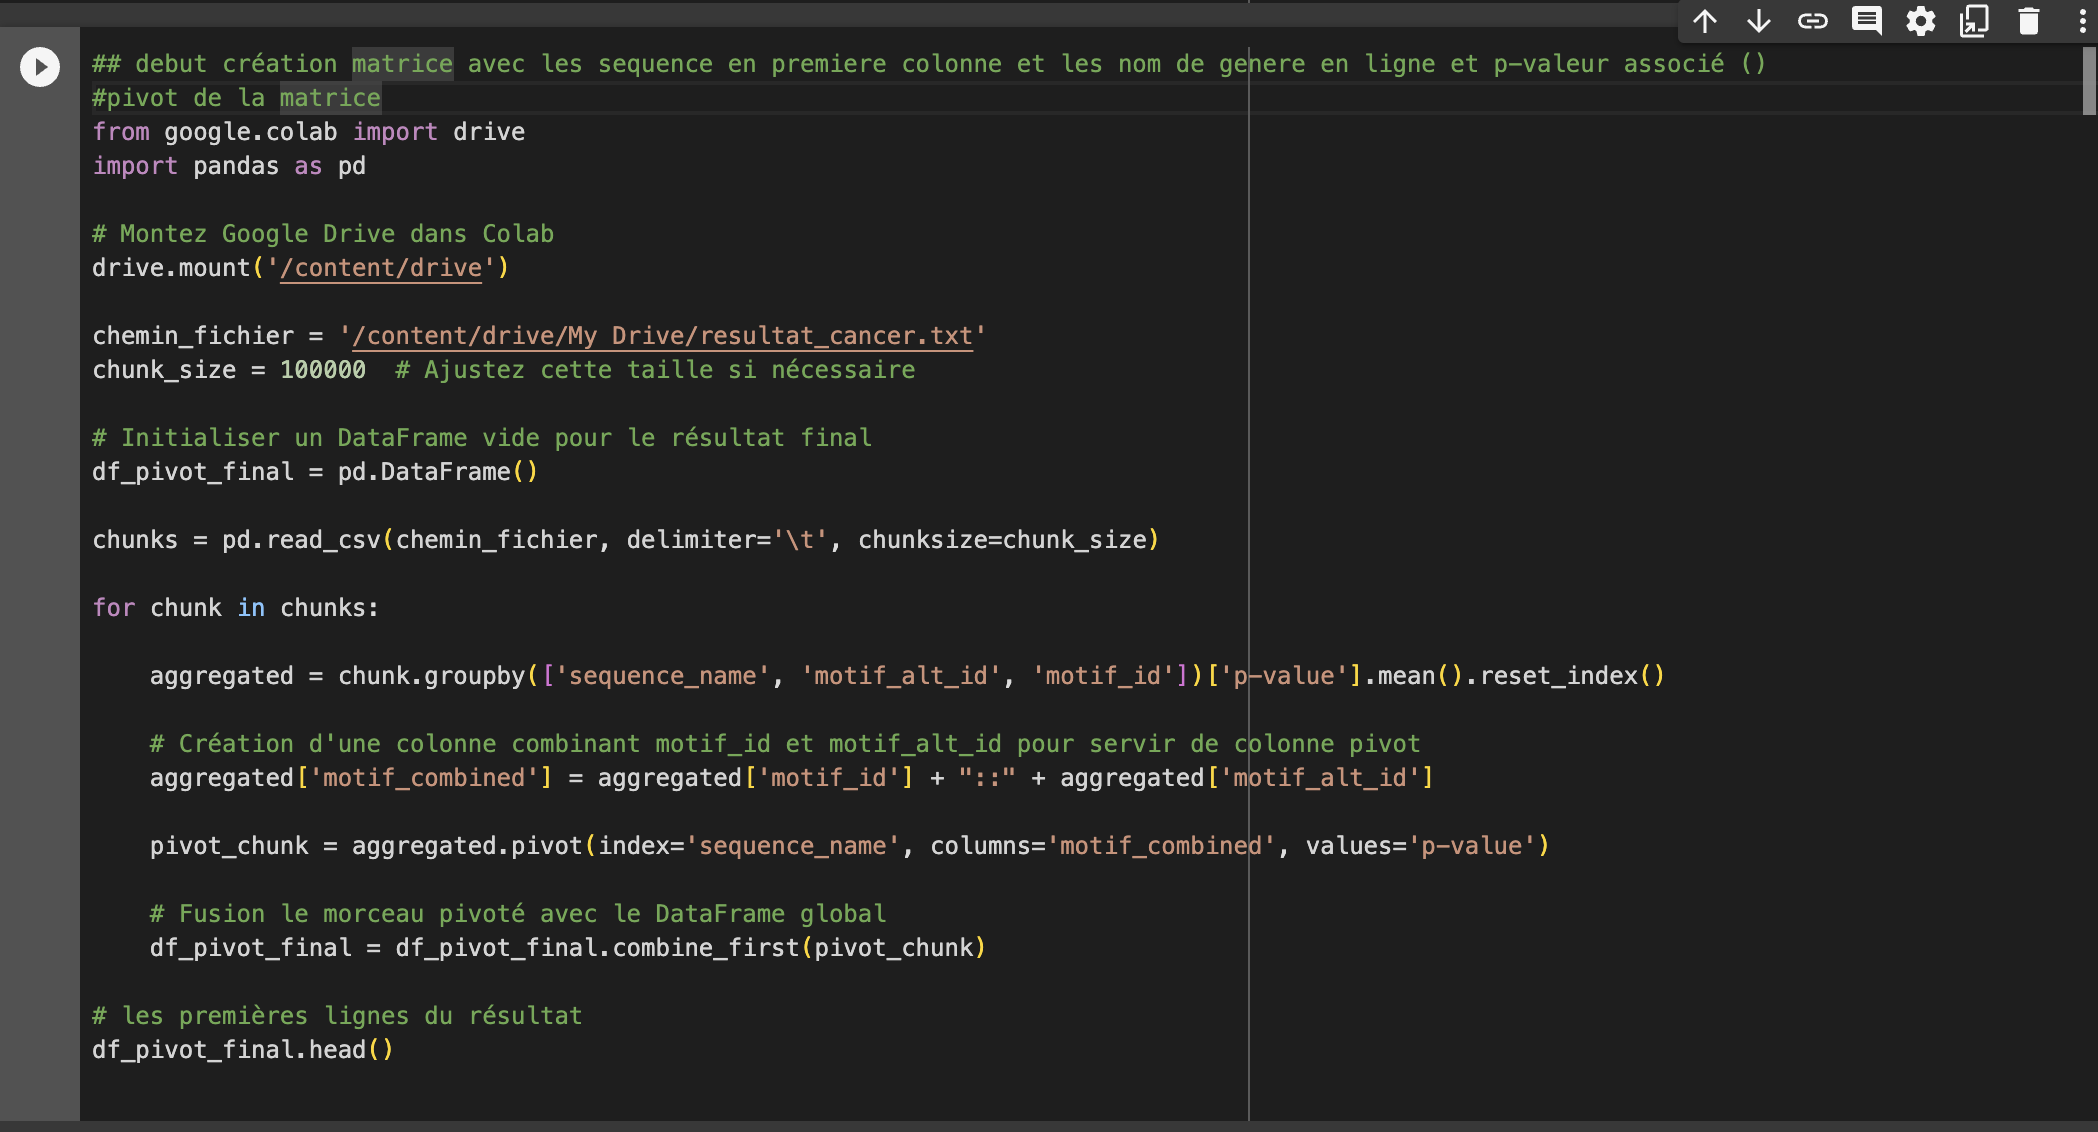 ## debut création matrice avec les sequence en premiere colonne et les nom de genere en ligne et p-valeur associé ()
#pivot de la matrice
from google.colab import drive
import pandas as pd
# Montez Google Drive dans Colab
drive.mount('/content/drive')
chemin_fichier = '/content/drive/My Drive/resultat_cancer.txt'
chunk_size = 100000  # Ajustez cette taille si nécessaire
# Initialiser un DataFrame vide pour le résultat final
df_pivot_final = pd.DataFrame()
chunks = pd.read_csv(chemin_fichier, delimiter='\t', chunksize=chunk_size)
for chunk in chunks:
    aggregated = chunk.groupby(['sequence_name', 'motif_alt_id', 'motif_id'])['p-value'].mean().reset_index()
    # Création d'une colonne combinant motif_id et motif_alt_id pour servir de colonne pivot
    aggregated['motif_combined'] = aggregated['motif_id'] + "::" + aggregated['motif_alt_id']
    pivot_chunk = aggregated.pivot(index='sequence_name', columns='motif_combined', values='p-value')
    # Fusion le morceau pivoté avec le DataFrame global
    df_pivot_final = df_pivot_final.combine_first(pivot_chunk)
# les premières lignes du résultat
df_pivot_final.head()